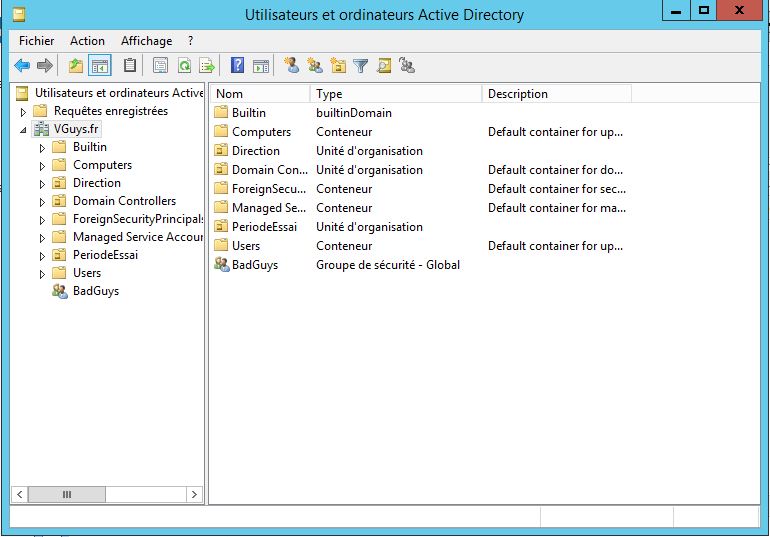 Utilisateurs et ordinateurs Active Directory
Fichier Action Affichage ?
Utilisateurs et ordinateurs Active
Requêtes enregistrées
VGuys.fr
Builtin
Computers
Direction
Domain Controllers
ForeignSecurityPrincipals
Managed Service Accour
PeriodeEssai
Users
BadGuys
Nom Type Description
Builtin builtinDomain
Computers Conteneur Default container for up...
Direction Unité d'organisation
Domain Con... Unité d'organisation Default container for do...
ForeignSecu... Conteneur Default container for sec...
Managed Se... Conteneur Default container for ma...
PeriodeEssai Unité d'organisation
Users Conteneur Default container for up...
BadGuys Groupe de sécurité - Global